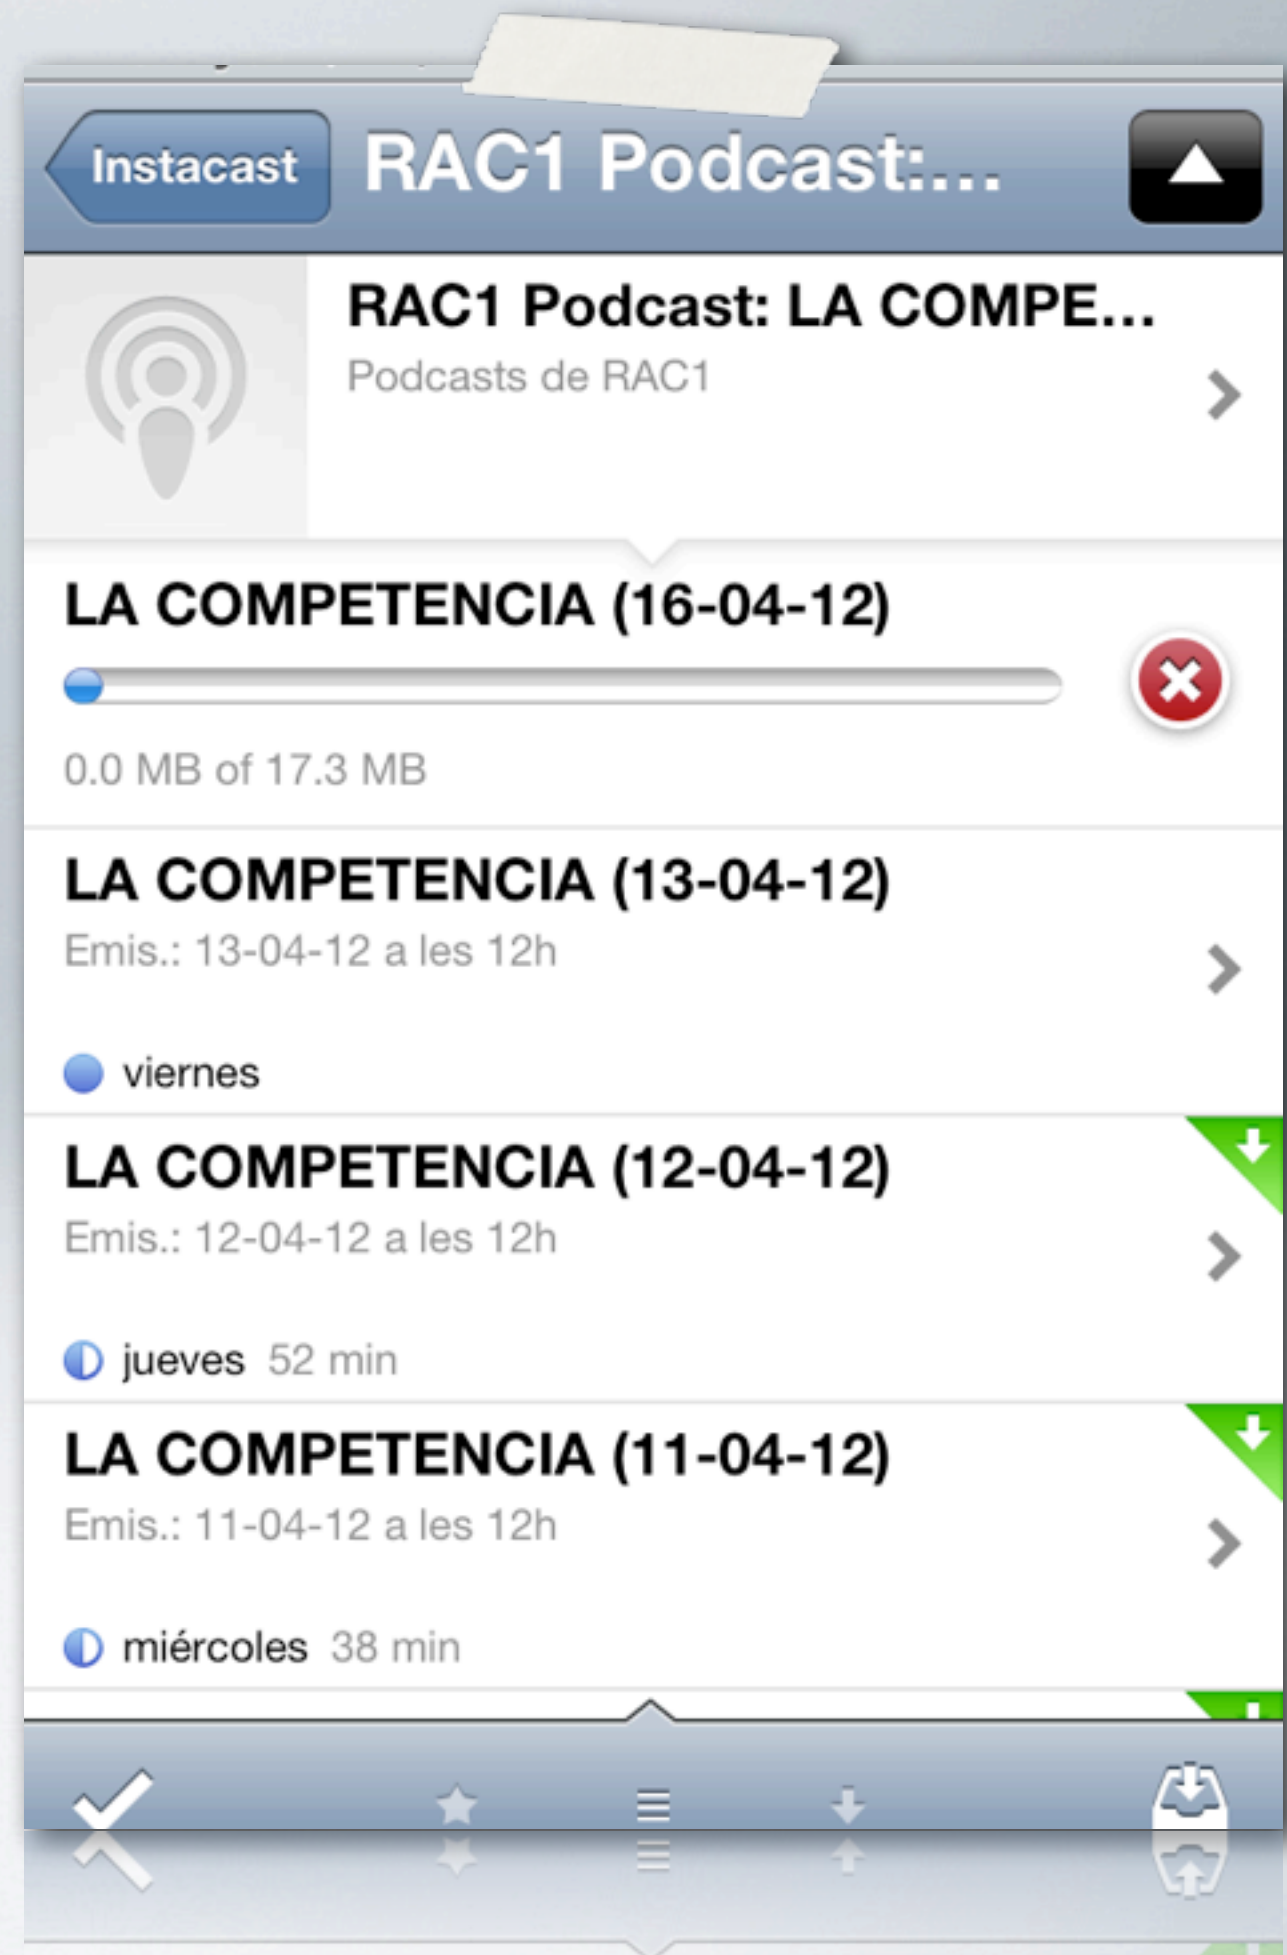 Instacast
RAC1 Podcast:...
RAC1 Podcast: LA COMPE...
Podcasts de RAC1
LA COMPETENCIA (16-04-12)
0.0 MB of 17.3 MB
LA COMPETENCIA (13-04-12)
Emis.: 13-04-12 a les 12h
viernes
LA COMPETENCIA (12-04-12)
Emis.: 12-04-12 a les 12h
jueves 52 min
LA COMPETENCIA (11-04-12)
Emis.: 11-04-12 a les 12h
miércoles 38 min